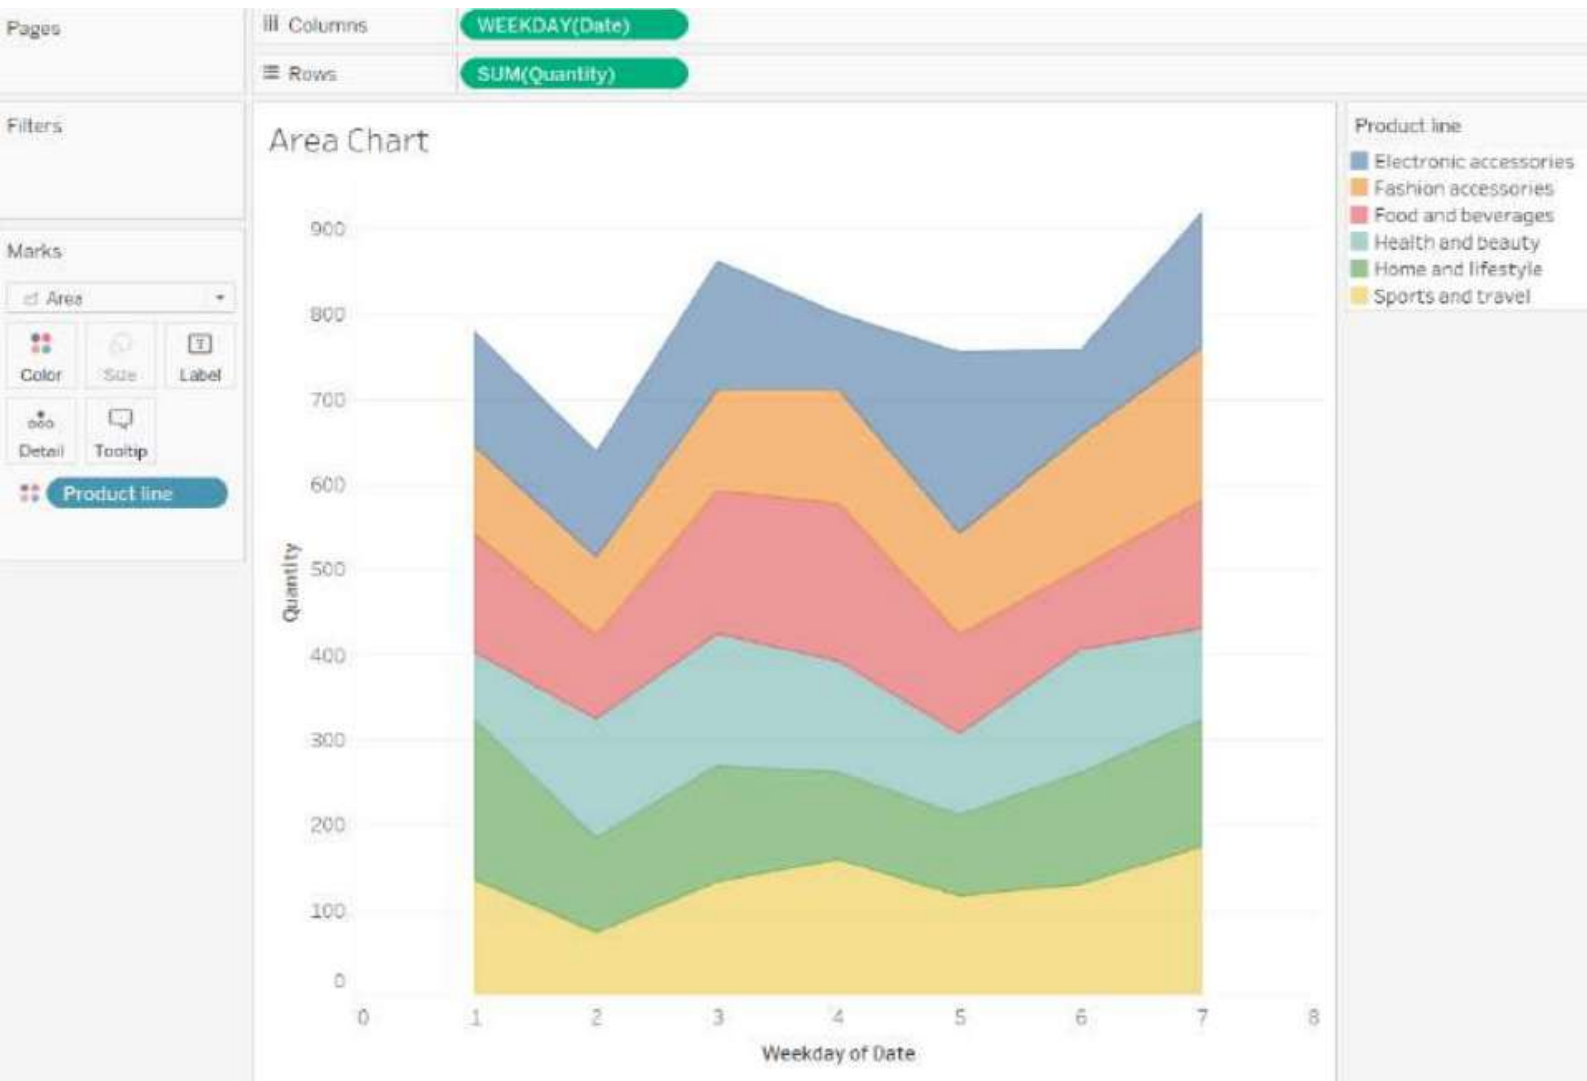 Pages
Columns
WEEKDAY(Date)
Rows
SUM(Quantity)
Filters
Marks
Area
Color
Size
Label
Detail
Tooltip
Product line
Area Chart
Quantity
900
800
700
600
500
400
300
200
100
0
0 1 2 3 4 5 6 7 8
Weekday of Date
Product line
Electronic accessories
Fashion accessories
Food and beverages
Health and beauty
Home and lifestyle
Sports and travel